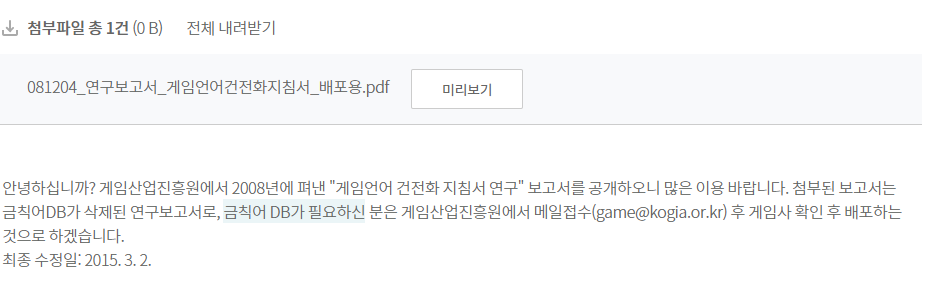 첨부파일 총 1건 (0 B) 전체 내려받기
081204_연구보고서_게임언어건전화지침서_배포용.pdf 미리보기
안녕하십니까? 게임산업진흥원에서 2008년에 펴낸 "게임언어 건전화 지침서 연구" 보고서를 공개하오니 많은 이용 바랍니다. 첨부된 보고서는
금칙어DB가 삭제된 연구보고서로, 금칙어 DB가 필요하신 분은 게임산업진흥원에서 메일접수(game@kogia.or.kr) 후 게임사 확인 후 배포하는
것으로 하겠습니다.
최종 수정일: 2015. 3. 2.